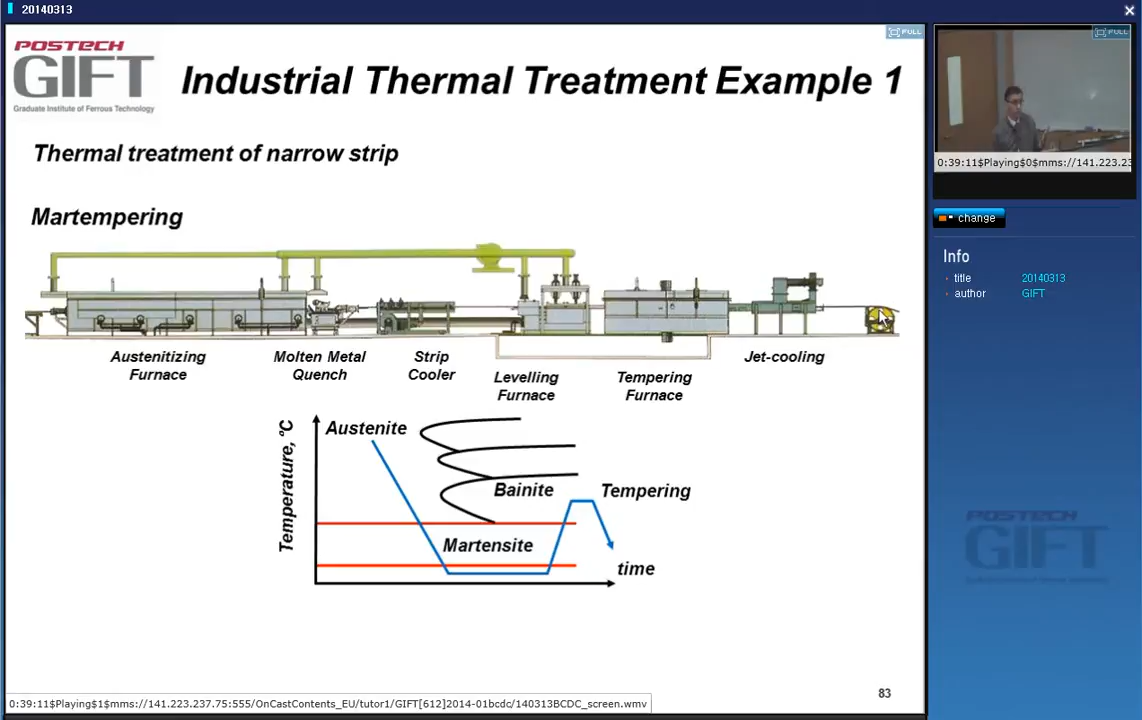 20140313
FULL
POSTECH
GIFT
Graduate Institute of Ferrous Technology
Industrial Thermal Treatment Example 1
Thermal treatment of narrow strip
Martempering
Austenitizing
Furnace
Molten Metal
Quench
Strip
Cooler
Levelling
Furnace
Tempering
Furnace
Jet-cooling
Temperature, °C
Austenite
Bainite
Tempering
Martensite
time
83
0:39:11$Playing$1$mms://141.223.237.75:555/OnCastContents_EU/tutor1/GIFT[612]2014-01bcdc/140313BCDC_screen.wmv
FULL
0:39:11$Playing$0$mms://141.223.23
change
Info
title 20140313
author GIFT
POSTECH
GIFT